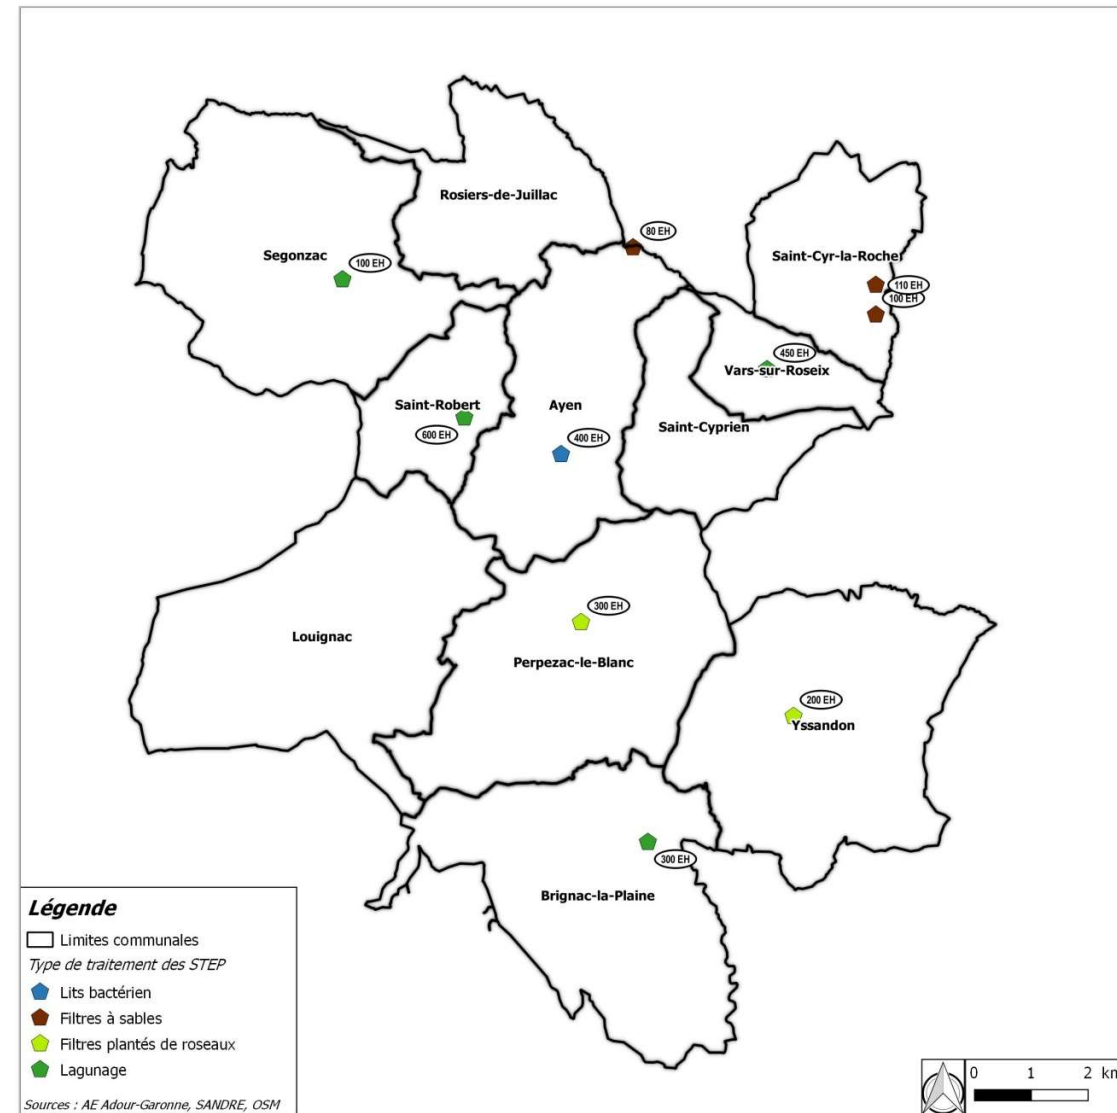 Rosiers-de-Juillac
80 EH
Segonzac
100 EH
Saint-Cyr-la-Roche
110 EH
100 EH
450 EH
Vars-sur-Roseix
Saint-Robert
600 EH
Ayen
400 EH
Saint-Cyprien
300 EH
Louignac
Perpezac-le-Blanc
200 EH
Yssandon
300 EH
Brignac-la-Plaine
Légende
Limites communales
Type de traitement des STEP
Lits bactérien
Filtres à sables
Filtres plantés de roseaux
Lagunage
Sources : AE Adour-Garonne, SANDRE, OSM
0 1 2 km